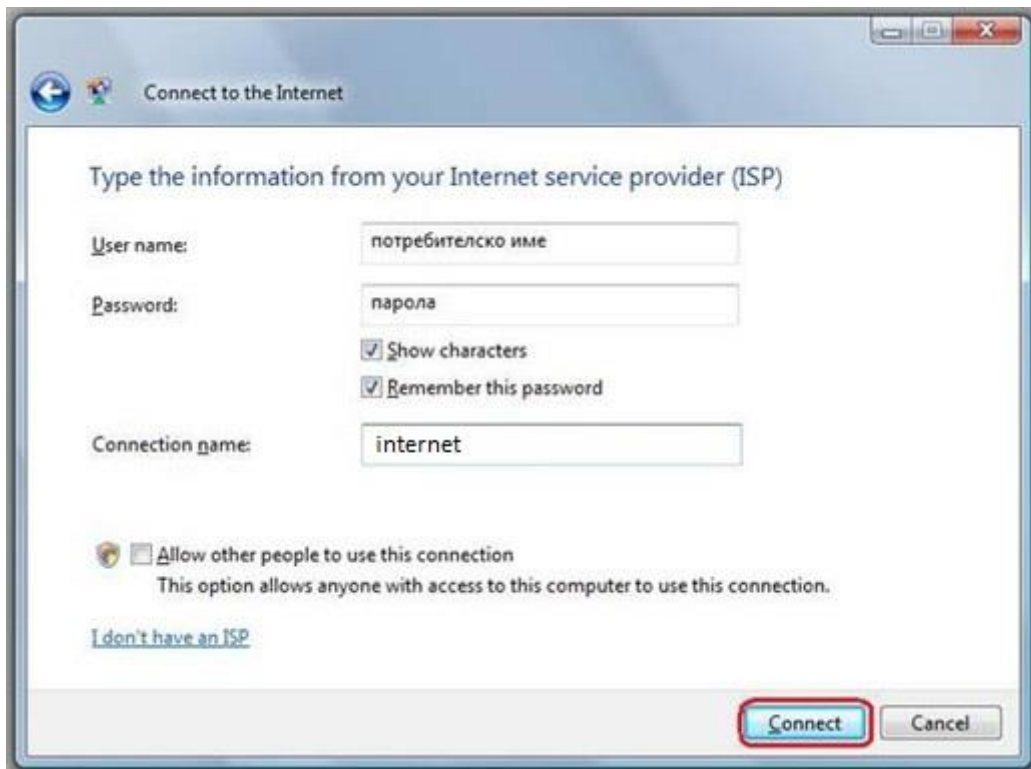 Connect to the Internet
Type the information from your Internet service provider (ISP)
User name: потребителско име
Password: парола
Show characters
Remember this password
Connection name: internet
Allow other people to use this connection
This option allows anyone with access to this computer to use this connection.
I don't have an ISP
Connect Cancel